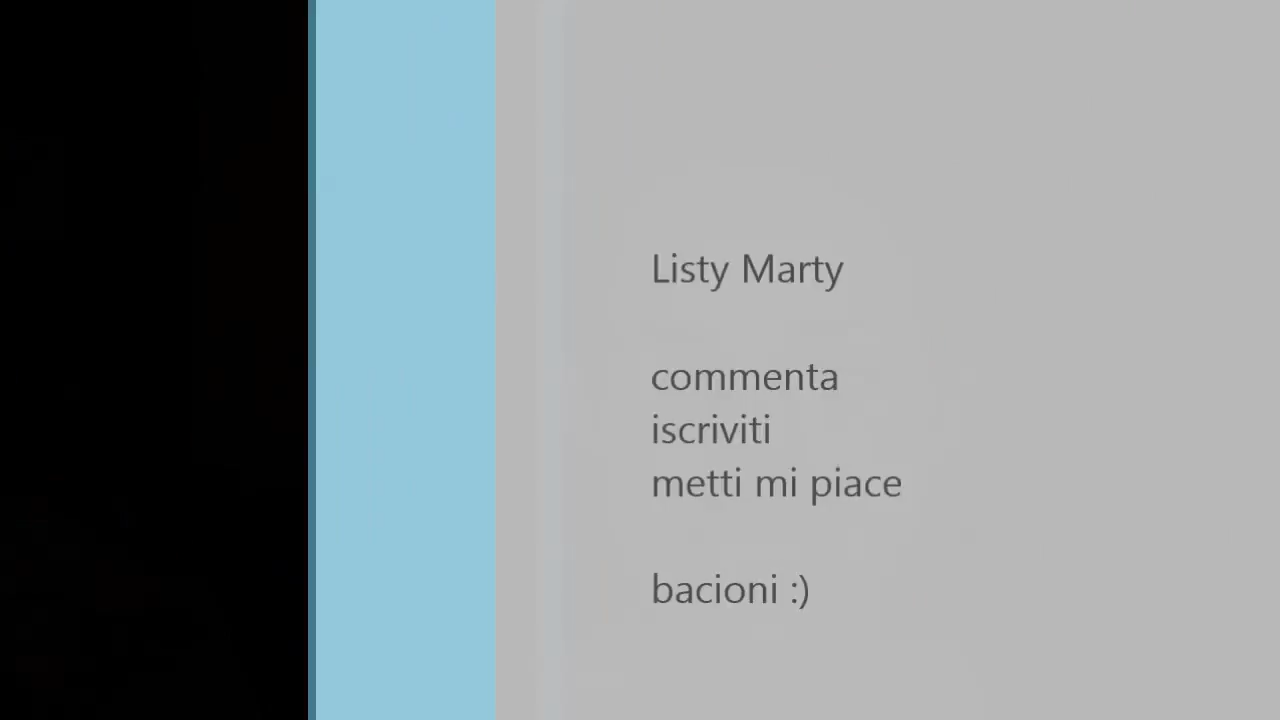 Listy Marty
commenta
iscriviti
metti mi piace
bacioni :)